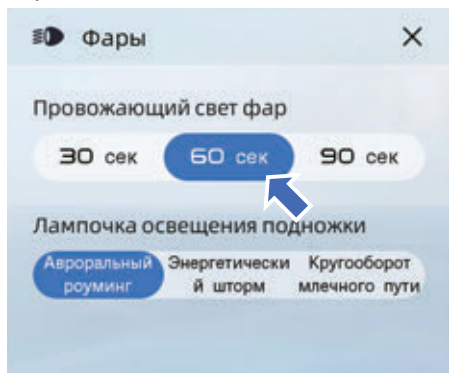 Фары
Провожающий свет фар
30 сек 60 сек 90 сек
Лампочка освещения подножки
Авроральный Энергетически Кругооборот
роуминг й шторм млечного пути